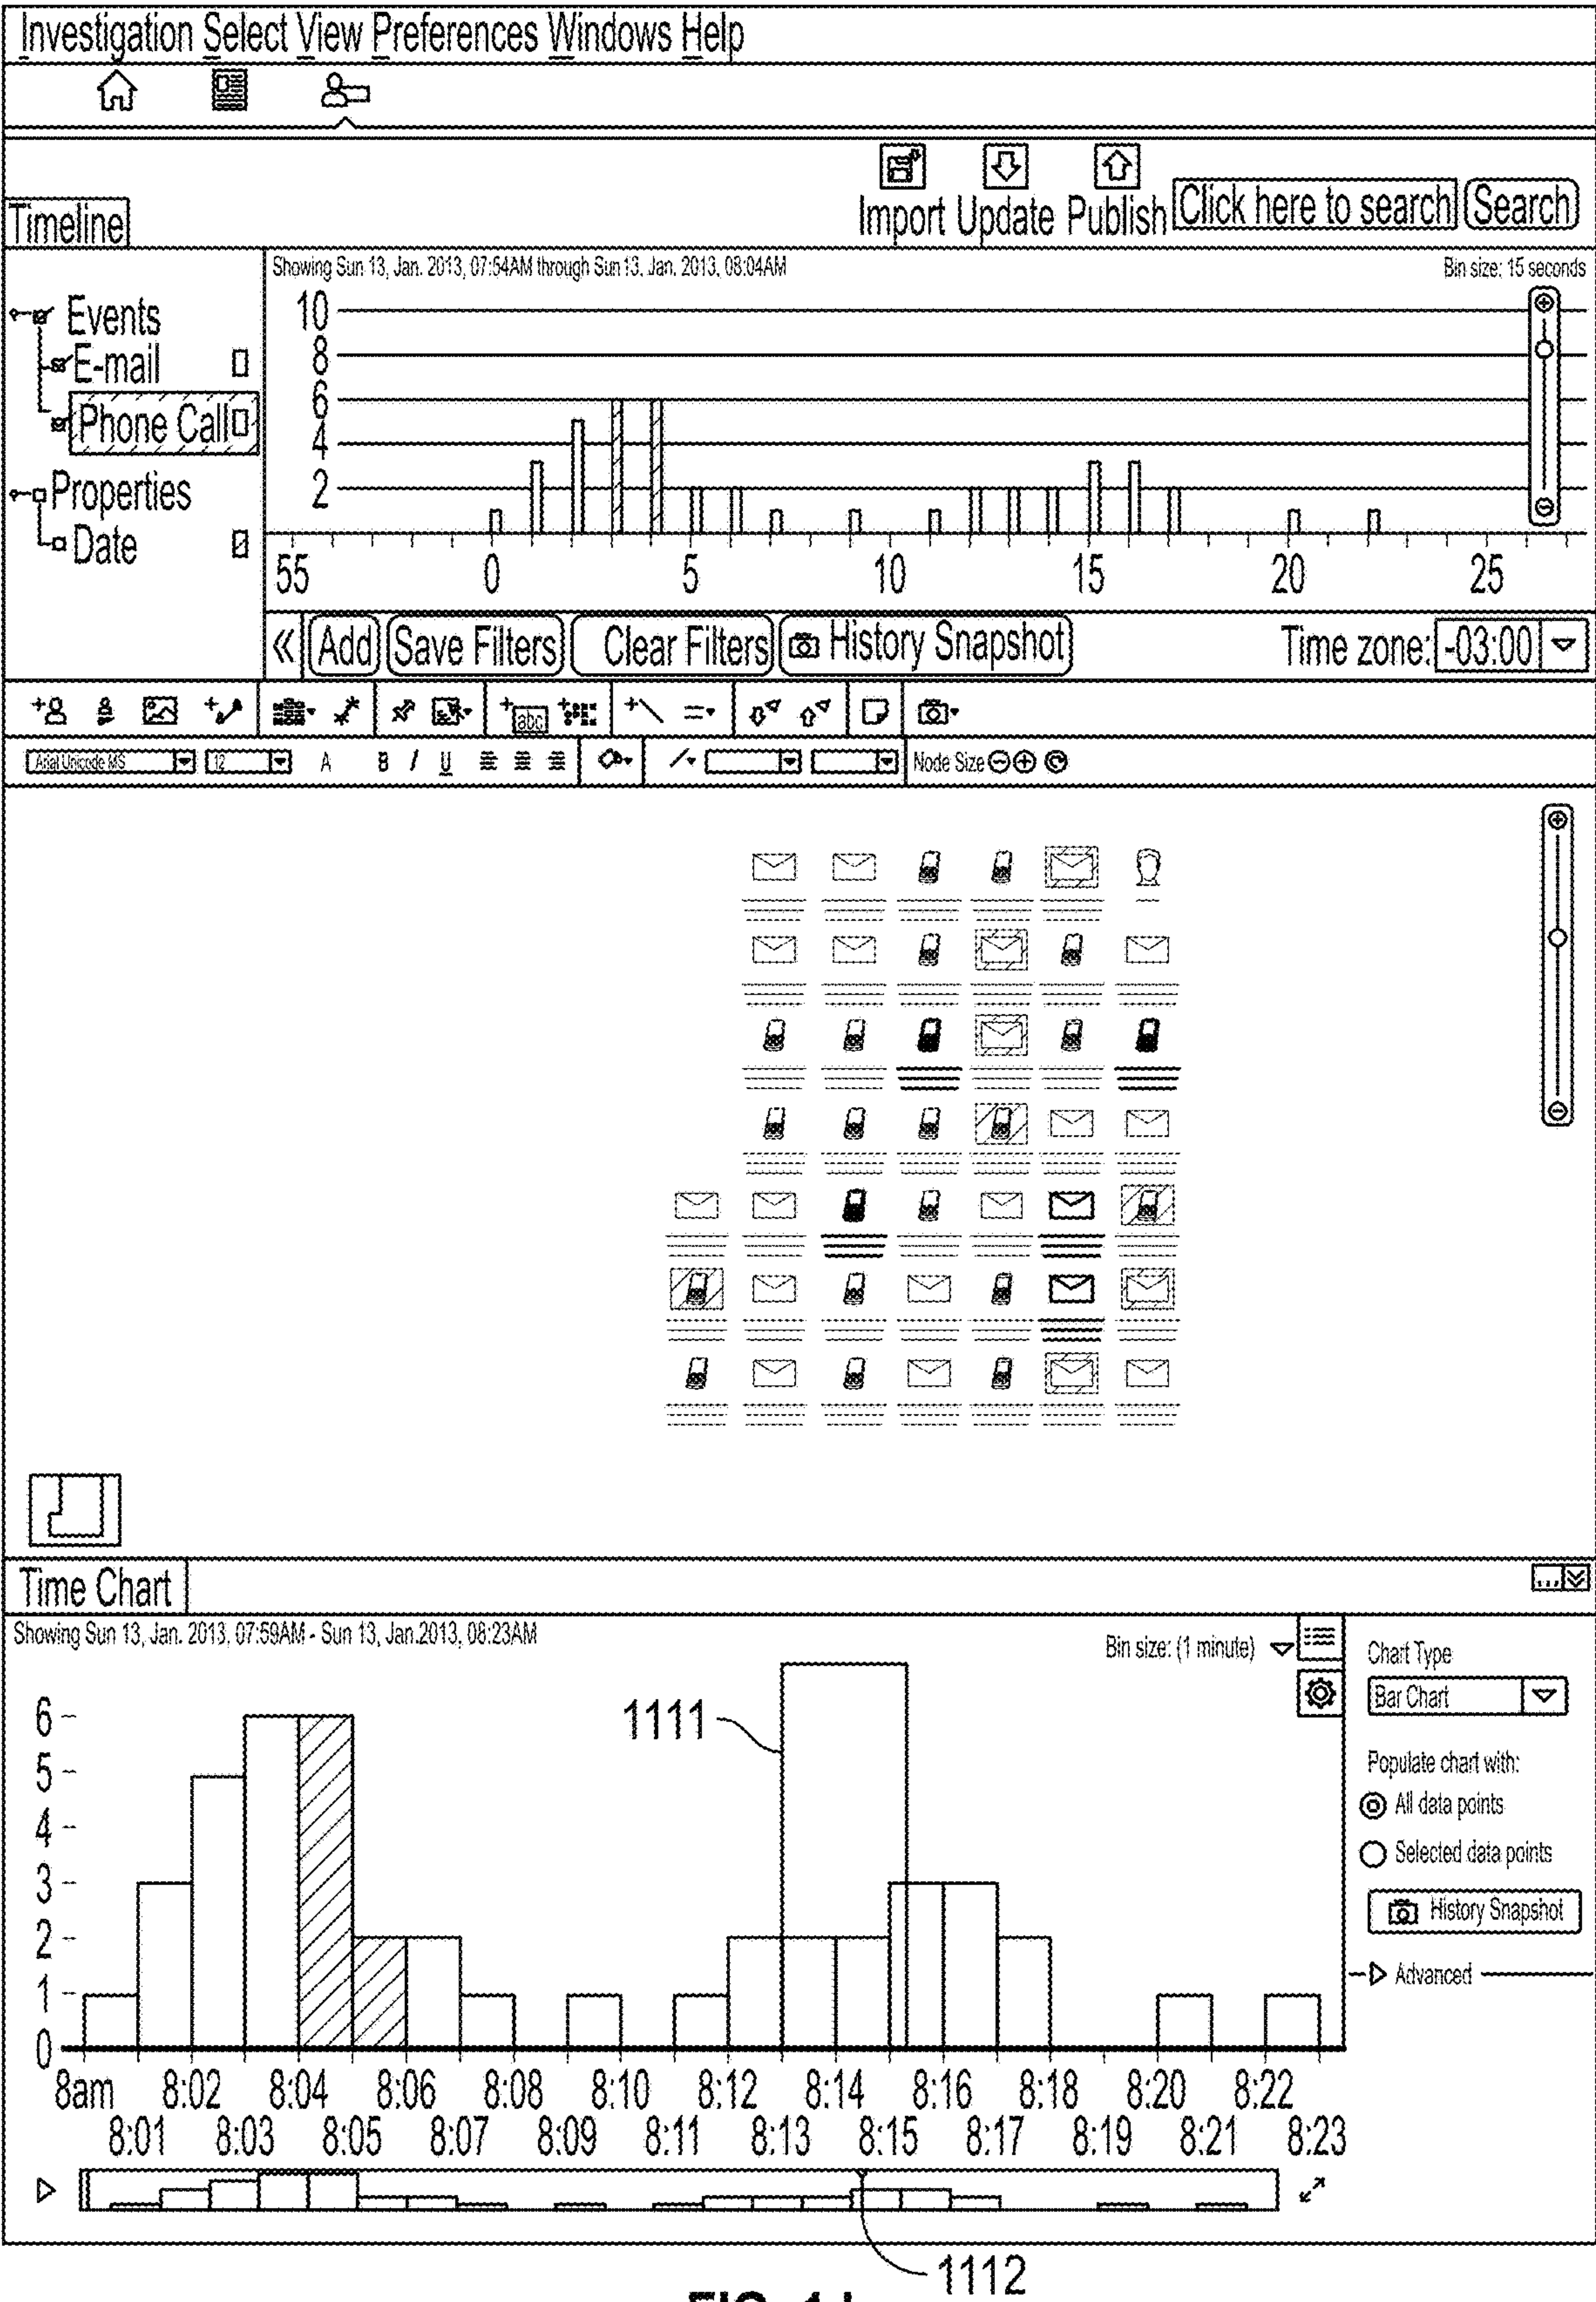 Investigation Select View Preferences Windows Help
Import Update Publish Click here to search Search
Timeline
Showing Sun 13, Jan. 2013, 07:54AM through Sun 13, Jan. 2013, 08:04AM
Bin size: 15 seconds
Events
E-mail
Phone Call
Properties
Date
10
8
6
4
2
55 0 5 10 15 20 25
« Add Save Filters Clear Filters History Snapshot Time zone: -03:00
abc
Arial Unicode MS 12 A B I U Node Size
Time Chart
...
Showing Sun 13, Jan. 2013, 07:59AM - Sun 13, Jan.2013, 08:23AM
Bin size: (1 minute)
Chart Type
Bar Chart
Populate chart with:
All data points
Selected data points
History Snapshot
Advanced
1111
6
5
4
3
2
1
0
8am 8:02 8:04 8:06 8:08 8:10 8:12 8:14 8:16 8:18 8:20 8:22
8:01 8:03 8:05 8:07 8:09 8:11 8:13 8:15 8:17 8:19 8:21 8:23
1112